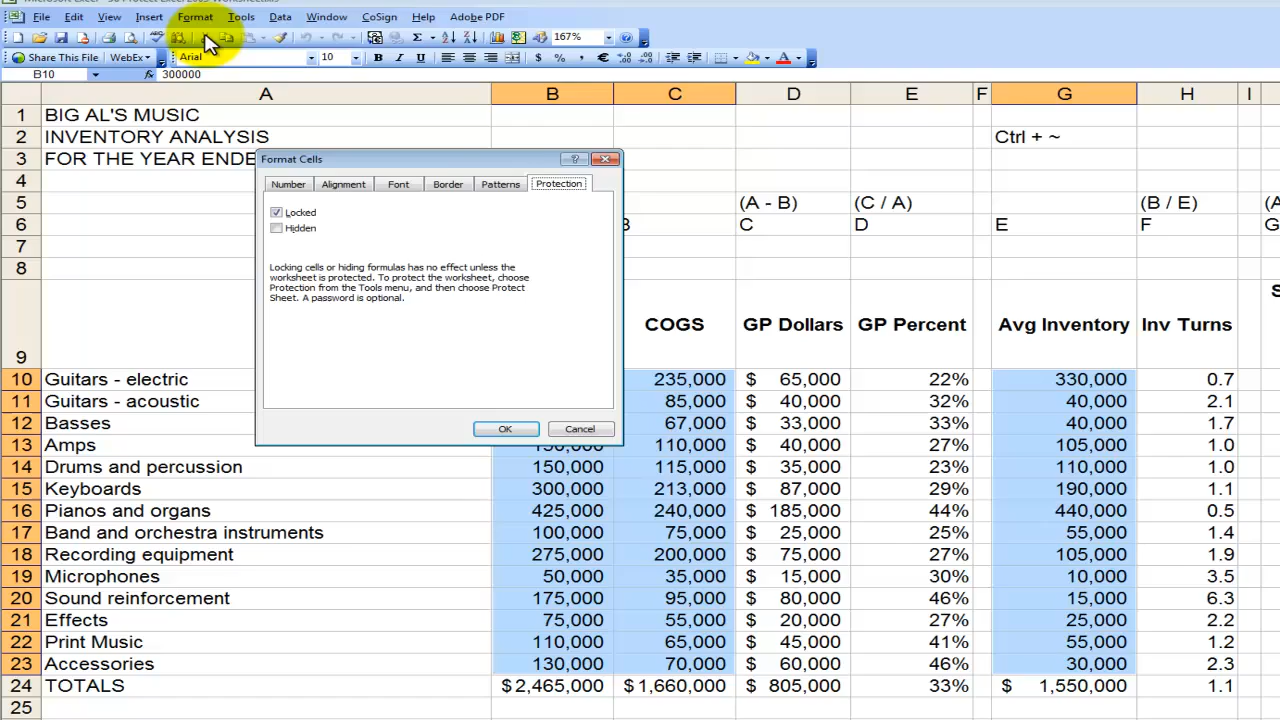 File Edit View Insert Format Tools Data Window CoSign Help Adobe PDF
167%
Share This File WebEx Arial 10 B I U $ % ,
B10 fx 300000
A B C D E F G H I
1 BIG AL'S MUSIC
2 INVENTORY ANALYSIS Ctrl + ~
3 FOR THE YEAR ENDE
4
5 (A - B) (C / A) (B / E)
6 B C D E F G
7
8
9 COGS GP Dollars GP Percent Avg Inventory Inv Turns
Format Cells
Number Alignment Font Border Patterns Protection
Locked
Hidden
Locking cells or hiding formulas has no effect unless the
worksheet is protected. To protect the worksheet, choose
Protection from the Tools menu, and then choose Protect
Sheet. A password is optional.
OK Cancel
10 Guitars - electric 235,000 $ 65,000 22% 330,000 0.7
11 Guitars - acoustic 85,000 $ 40,000 32% 40,000 2.1
12 Basses 67,000 $ 33,000 33% 40,000 1.7
13 Amps 110,000 $ 40,000 27% 105,000 1.0
14 Drums and percussion 150,000 115,000 $ 35,000 23% 110,000 1.0
15 Keyboards 300,000 213,000 $ 87,000 29% 190,000 1.1
16 Pianos and organs 425,000 240,000 $ 185,000 44% 440,000 0.5
17 Band and orchestra instruments 100,000 75,000 $ 25,000 25% 55,000 1.4
18 Recording equipment 275,000 200,000 $ 75,000 27% 105,000 1.9
19 Microphones 50,000 35,000 $ 15,000 30% 10,000 3.5
20 Sound reinforcement 175,000 95,000 $ 80,000 46% 15,000 6.3
21 Effects 75,000 55,000 $ 20,000 27% 25,000 2.2
22 Print Music 110,000 65,000 $ 45,000 41% 55,000 1.2
23 Accessories 130,000 70,000 $ 60,000 46% 30,000 2.3
24 TOTALS $ 2,465,000 $ 1,660,000 $ 805,000 33% $ 1,550,000 1.1
25